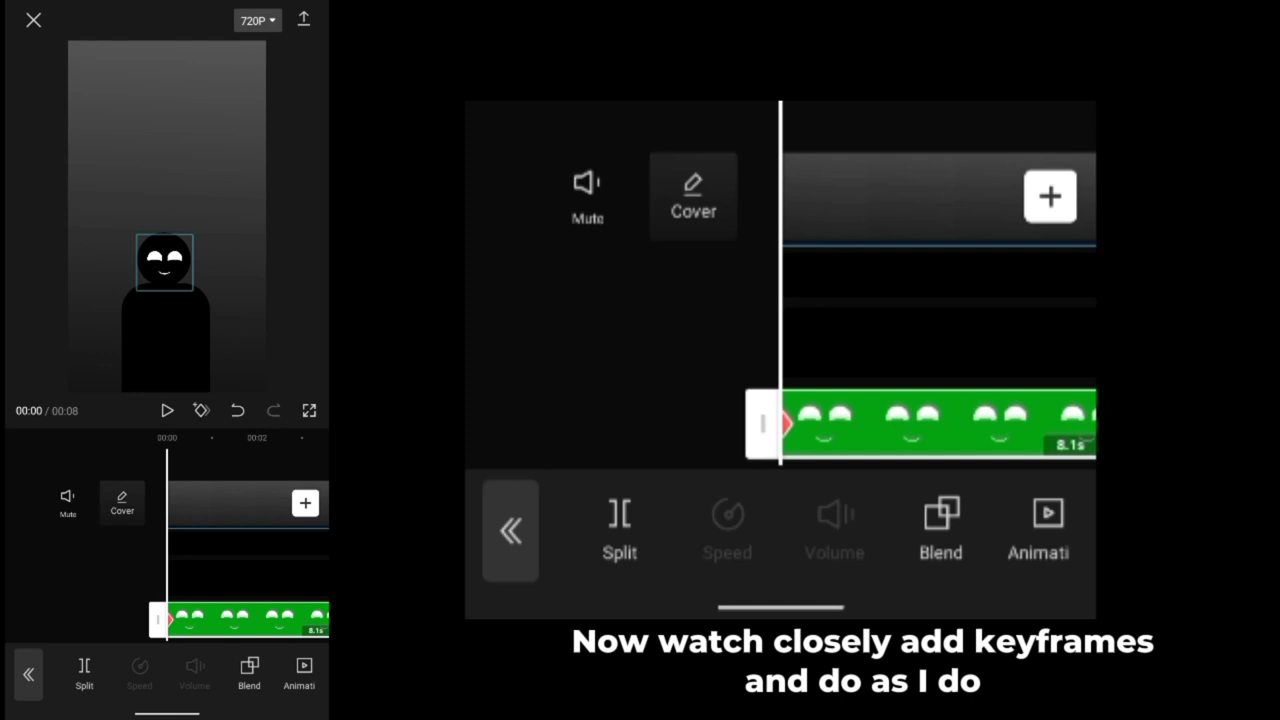 720P
00:00 / 00:08
00:00
00:02
Mute
Cover
8.1s
Split
Speed
Volume
Blend
Animati
Mute
Cover
8.1s
Split
Speed
Volume
Blend
Animati
Now watch closely add keyframes
and do as I do